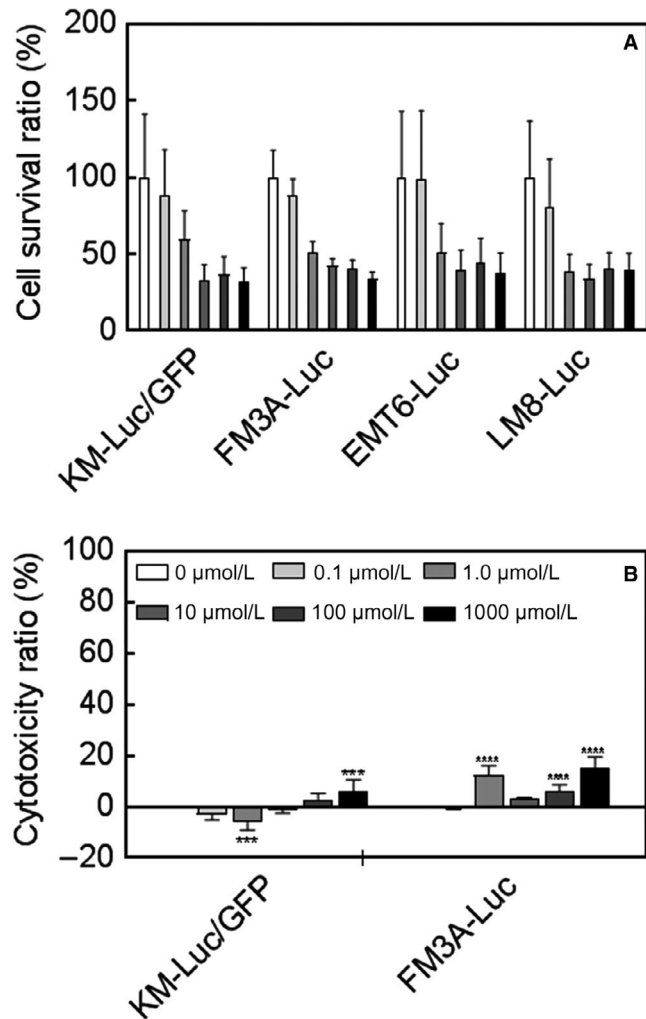 A
Cell survival ratio (%)
200
150
100
50
0
KM-Luc/GFP
FM3A-Luc
EMT6-Luc
LM8-Luc
B
Cytotoxicity ratio (%)
100
80
60
40
20
0
–20
0 µmol/L 0.1 µmol/L 1.0 µmol/L
10 µmol/L 100 µmol/L 1000 µmol/L
*** *** **** **** ****
KM-Luc/GFP
FM3A-Luc